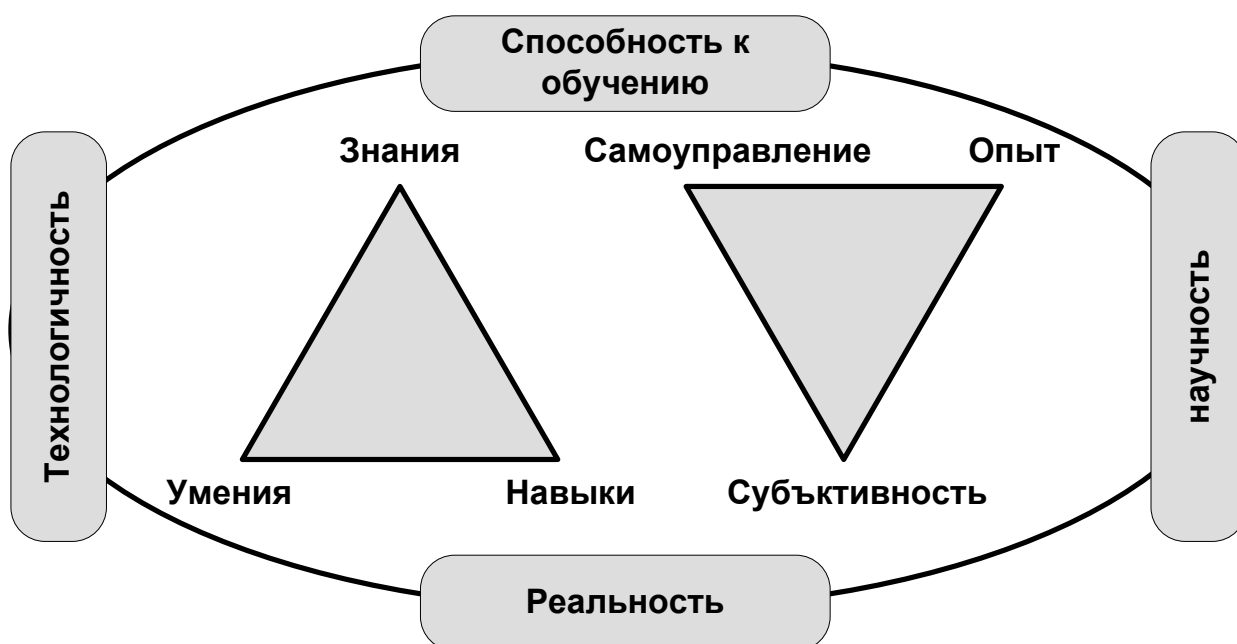 Способность к
обучению
Знания
Самоуправление
Опыт
Технологичность
научность
Умения
Навыки
Субъктивность
Реальность